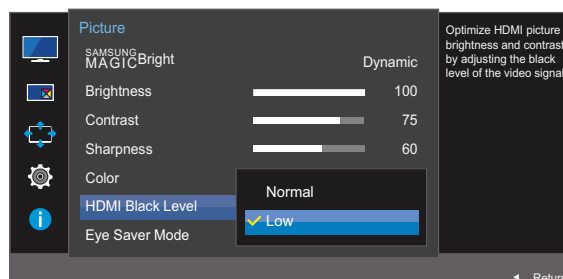 Picture
SAMSUNG
MAGICBright Dynamic
Brightness 100
Contrast 75
Sharpness 60
Color
HDMI Black Level
Eye Saver Mode
Normal
Low
Optimize HDMI picture
brightness and contrast
by adjusting the black
level of the video signal
Return